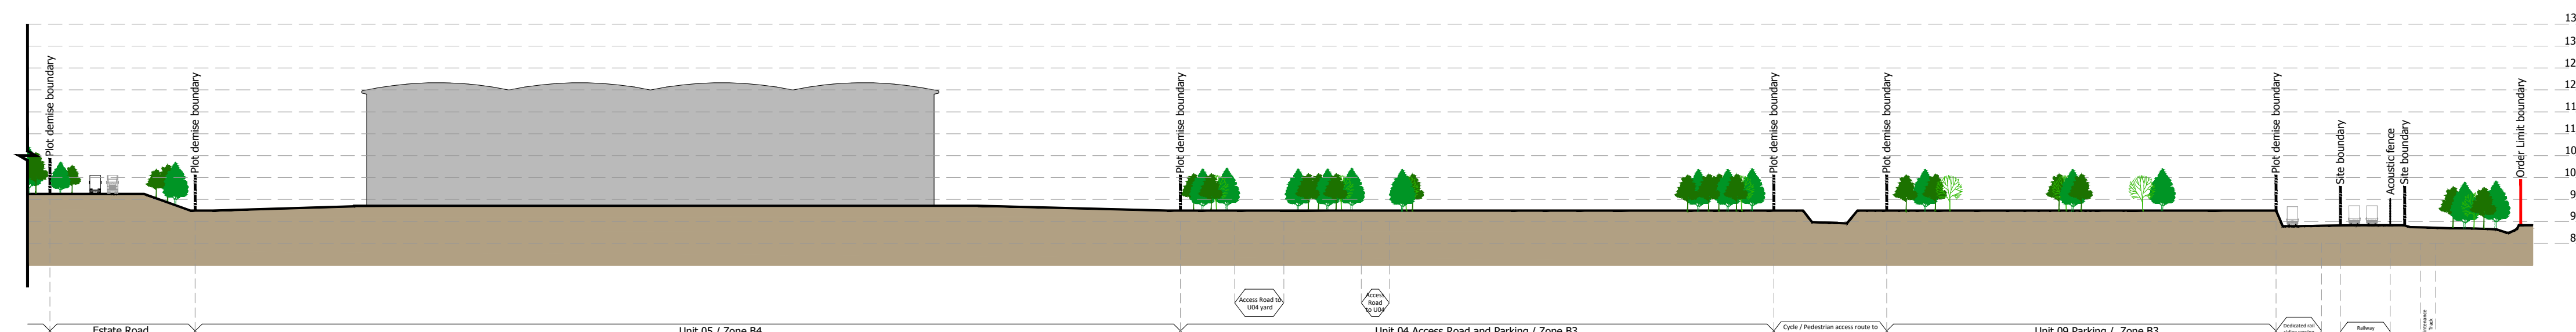 13
13
12
12
11
11
10
10
9
9
8
Plot demise boundary
Plot demise boundary
Plot demise boundary
Plot demise boundary
Plot demise boundary
Plot demise boundary
Site boundary
Acoustic fence
Site boundary
Order Limit boundary
Access Road to
U04 yard
Access
Road
to U04
Estate Road
Unit 05 / Zone B4
Unit 04 Access Road and Parking / Zone B3
Cycle / Pedestrian access route to
Unit 09 Parking / Zone B3
Dedicated rail
Railway
Track